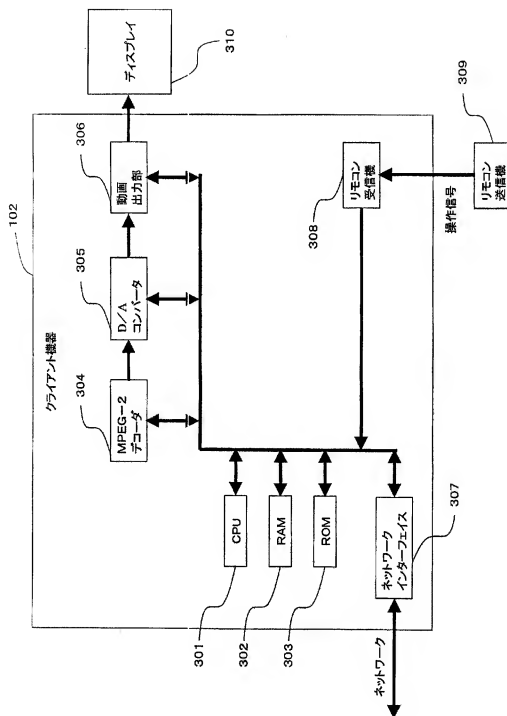 102
クライアント機器
304
MPEG-2
デコーダ
305
D/A
コンバータ
306
動画
出力部
ディスプレイ
310
301
CPU
302
RAM
303
ROM
308
リモコン
受信機
操作信号
リモコン
送信機
309
ネットワーク
ネットワーク
インターフェイス
307